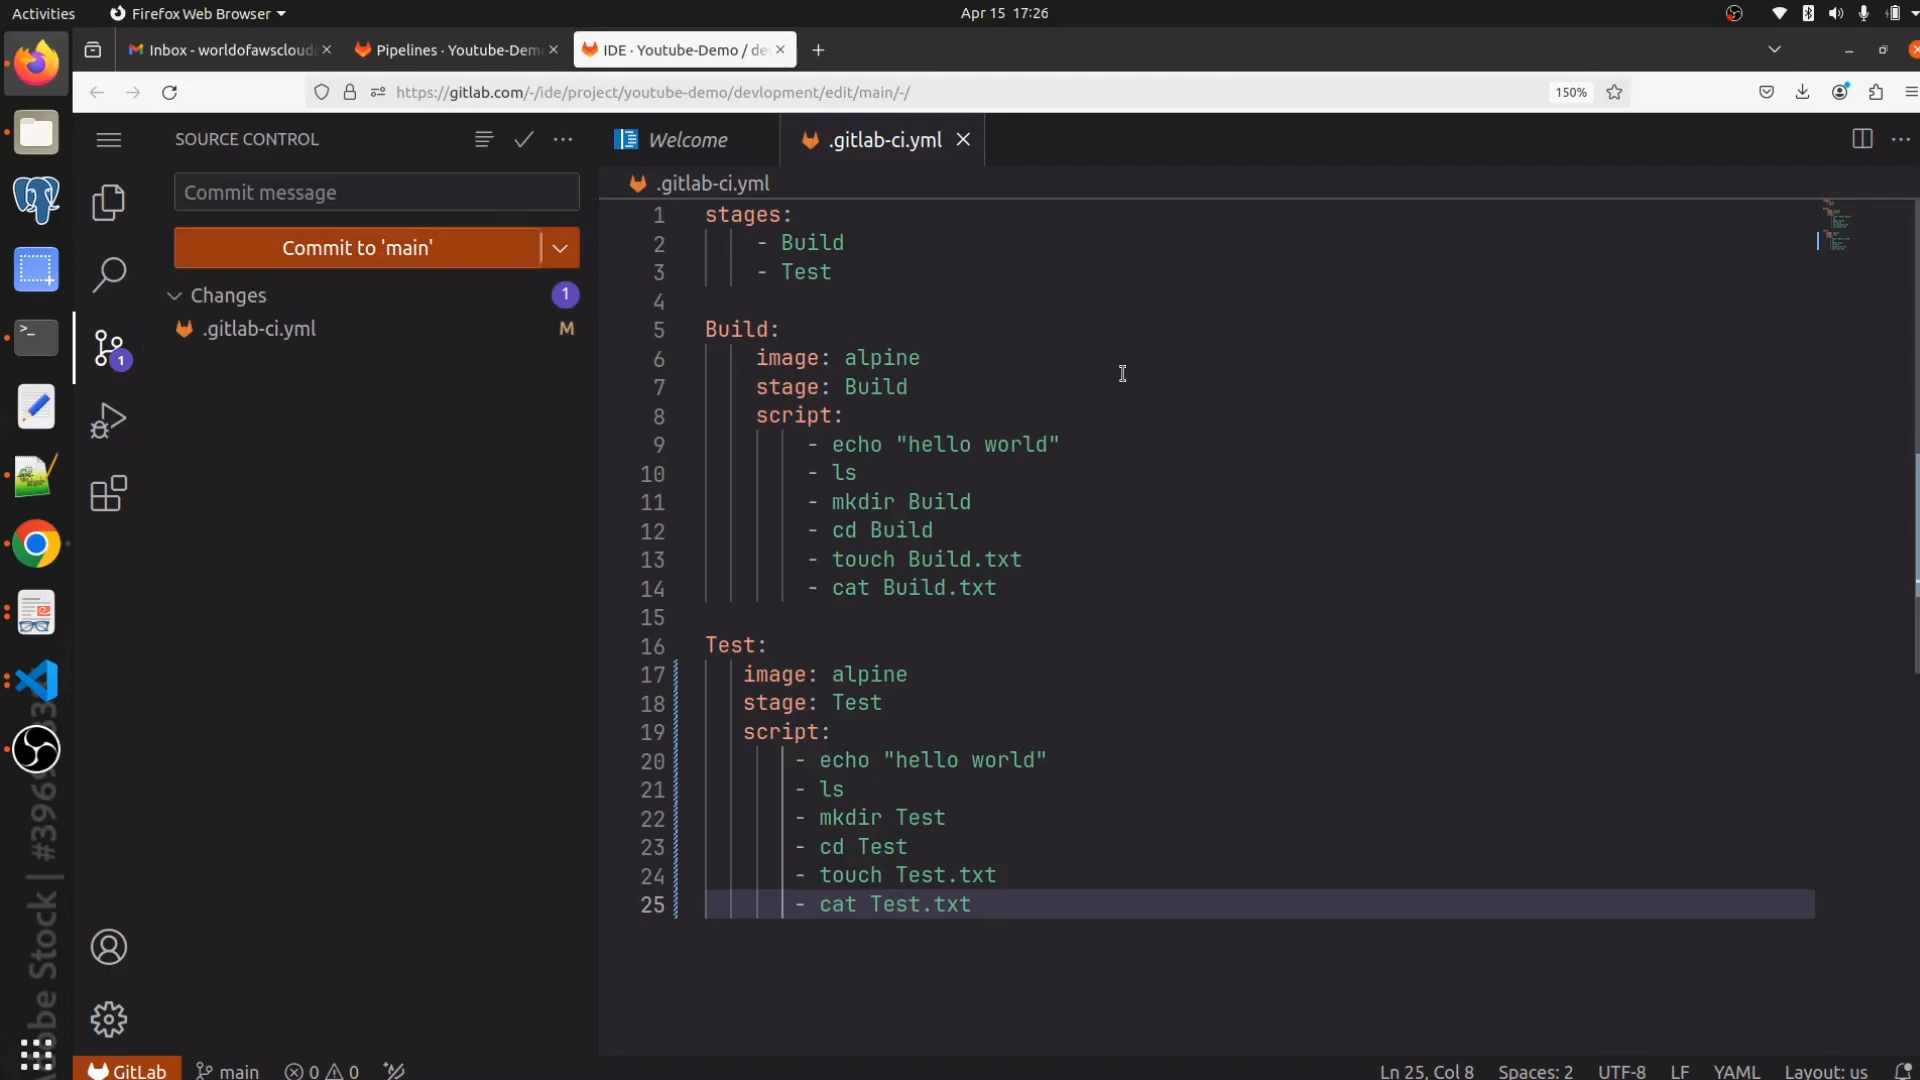 Activities
Firefox Web Browser
Apr 15 17:26
Inbox - worldofawscloud
Pipelines · Youtube-Dem
IDE · Youtube-Demo / de
https://gitlab.com/-/ide/project/youtube-demo/devlopment/edit/main/-/
150%
SOURCE CONTROL
Welcome
.gitlab-ci.yml
Commit message
.gitlab-ci.yml
Commit to 'main'
Changes
1
.gitlab-ci.yml
M
1
1 stages:
2 - Build
3 - Test
4
5 Build:
6 image: alpine
7 stage: Build
8 script:
9 - echo "hello world"
10 - ls
11 - mkdir Build
12 - cd Build
13 - touch Build.txt
14 - cat Build.txt
15
16 Test:
17 image: alpine
18 stage: Test
19 script:
20 - echo "hello world"
21 - ls
22 - mkdir Test
23 - cd Test
24 - touch Test.txt
25 - cat Test.txt
GitLab
main
0
0
Ln 25, Col 8
Spaces: 2
UTF-8
LF
YAML
Layout: us